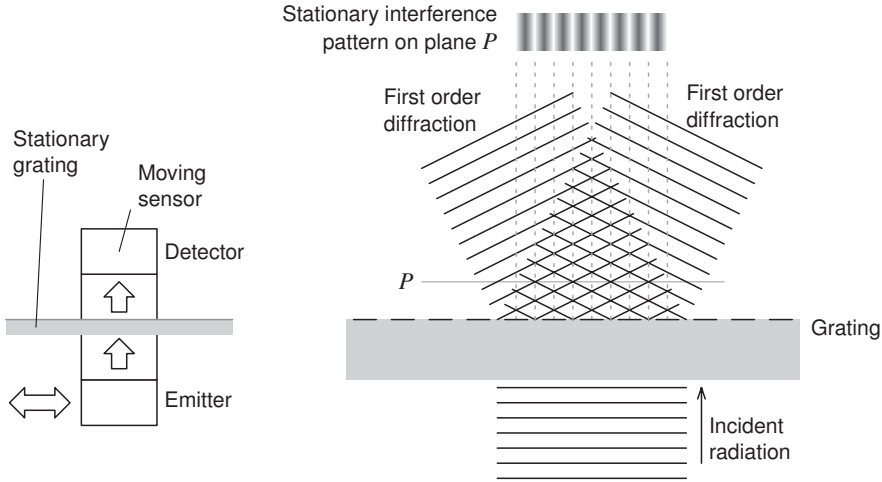 Stationary interference
pattern on plane P
First order
diffraction
First order
diffraction
Stationary
grating
Moving
sensor
Detector
P
Grating
Emitter
Incident
radiation